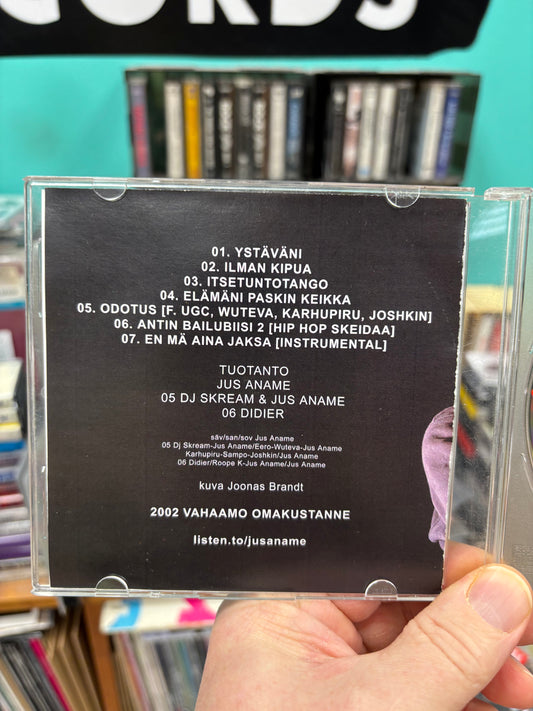 CORDS
01. YSTÄVÄNI
02. ILMAN KIPUA
03. ITSETUNTOTANGO
04. ELÄMÄNI PASKIN KEIKKA
05. ODOTUS [F. UGC, WUTEVA, KARHUPIRU, JOSHKIN]
06. ANTIN BAILUBIISI 2 [HIP HOP SKEIDAA]
07. EN MÄ AINA JAKSA [INSTRUMENTAL]
TUOTANTO
JUS ANAME
05 DJ SKREAM & JUS ANAME
06 DIDIER
säv/san/sov Jus Aname
05 Dj Skream-Jus Aname/Eero-Wuteva-Jus Aname
Karhupiru-Sampo-Joshkin/Jus Aname
06 Didier/Roope K-Jus Aname/Jus Aname
kuva Joonas Brandt
2002 VAHAAMO OMAKUSTANNE
listen.to/jusaname